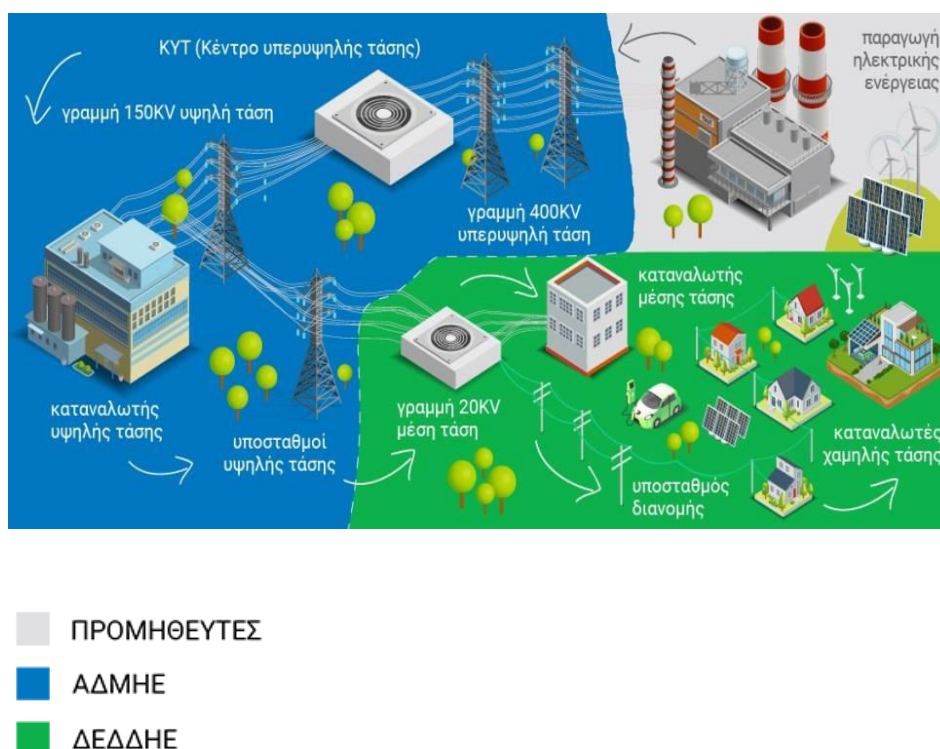 ΚΥΤ (Κέντρο υπερυψηλής τάσης)
παραγωγή
ηλεκτρικής
ενέργειας
γραμμή 150KV υψηλή τάση
γραμμή 400KV
υπερυψηλή τάση
καταναλωτής
μέσης τάσης
καταναλωτής
υψηλής τάσης
υποσταθμοί
υψηλής τάσης
γραμμή 20KV
μέση τάση
υποσταθμός
διανομής
καταναλωτές
χαμηλής τάσης
ΠΡΟΜΗΘΕΥΤΕΣ
ΑΔΜΗΕ
ΔΕΔΔΗΕ